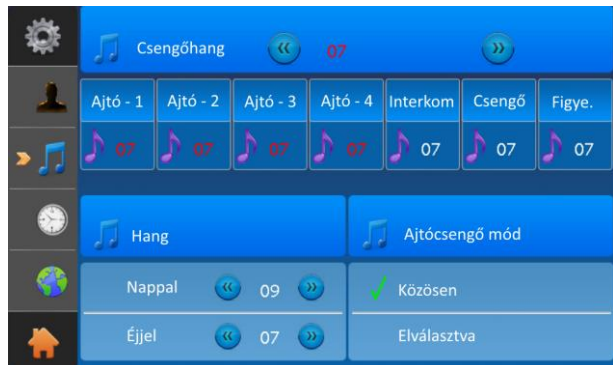 Csengőhang 07
Ajtó - 1 Ajtó - 2 Ajtó - 3 Ajtó - 4 Interkom Csengő Figye.
07 07 07 07 07 07 07
Hang Ajtócsengő mód
Nappal 09 Közösen
Éjjel 07 Elválasztva